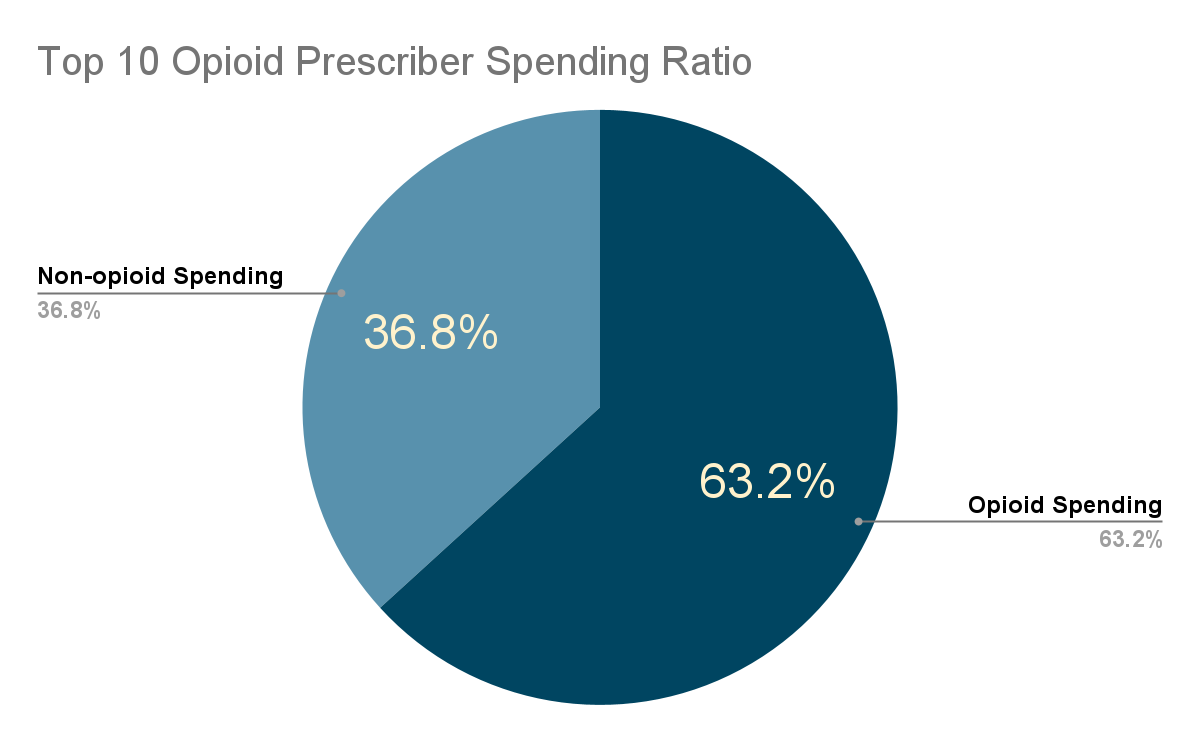 Top 10 Opioid Prescriber Spending Ratio
Non-opioid Spending
36.8%
36.8%
63.2%
Opioid Spending
63.2%